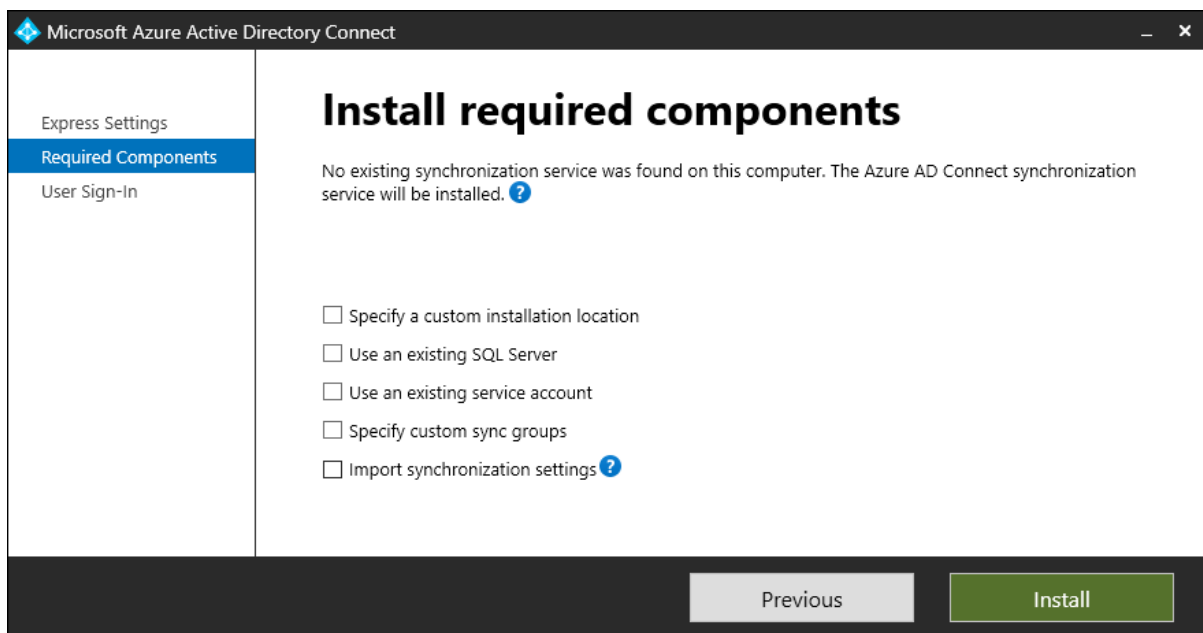 Microsoft Azure Active Directory Connect
Express Settings
Required Components
User Sign-In
Install required components
No existing synchronization service was found on this computer. The Azure AD Connect synchronization
service will be installed. ?
Specify a custom installation location
Use an existing SQL Server
Use an existing service account
Specify custom sync groups
Import synchronization settings ?
Previous
Install